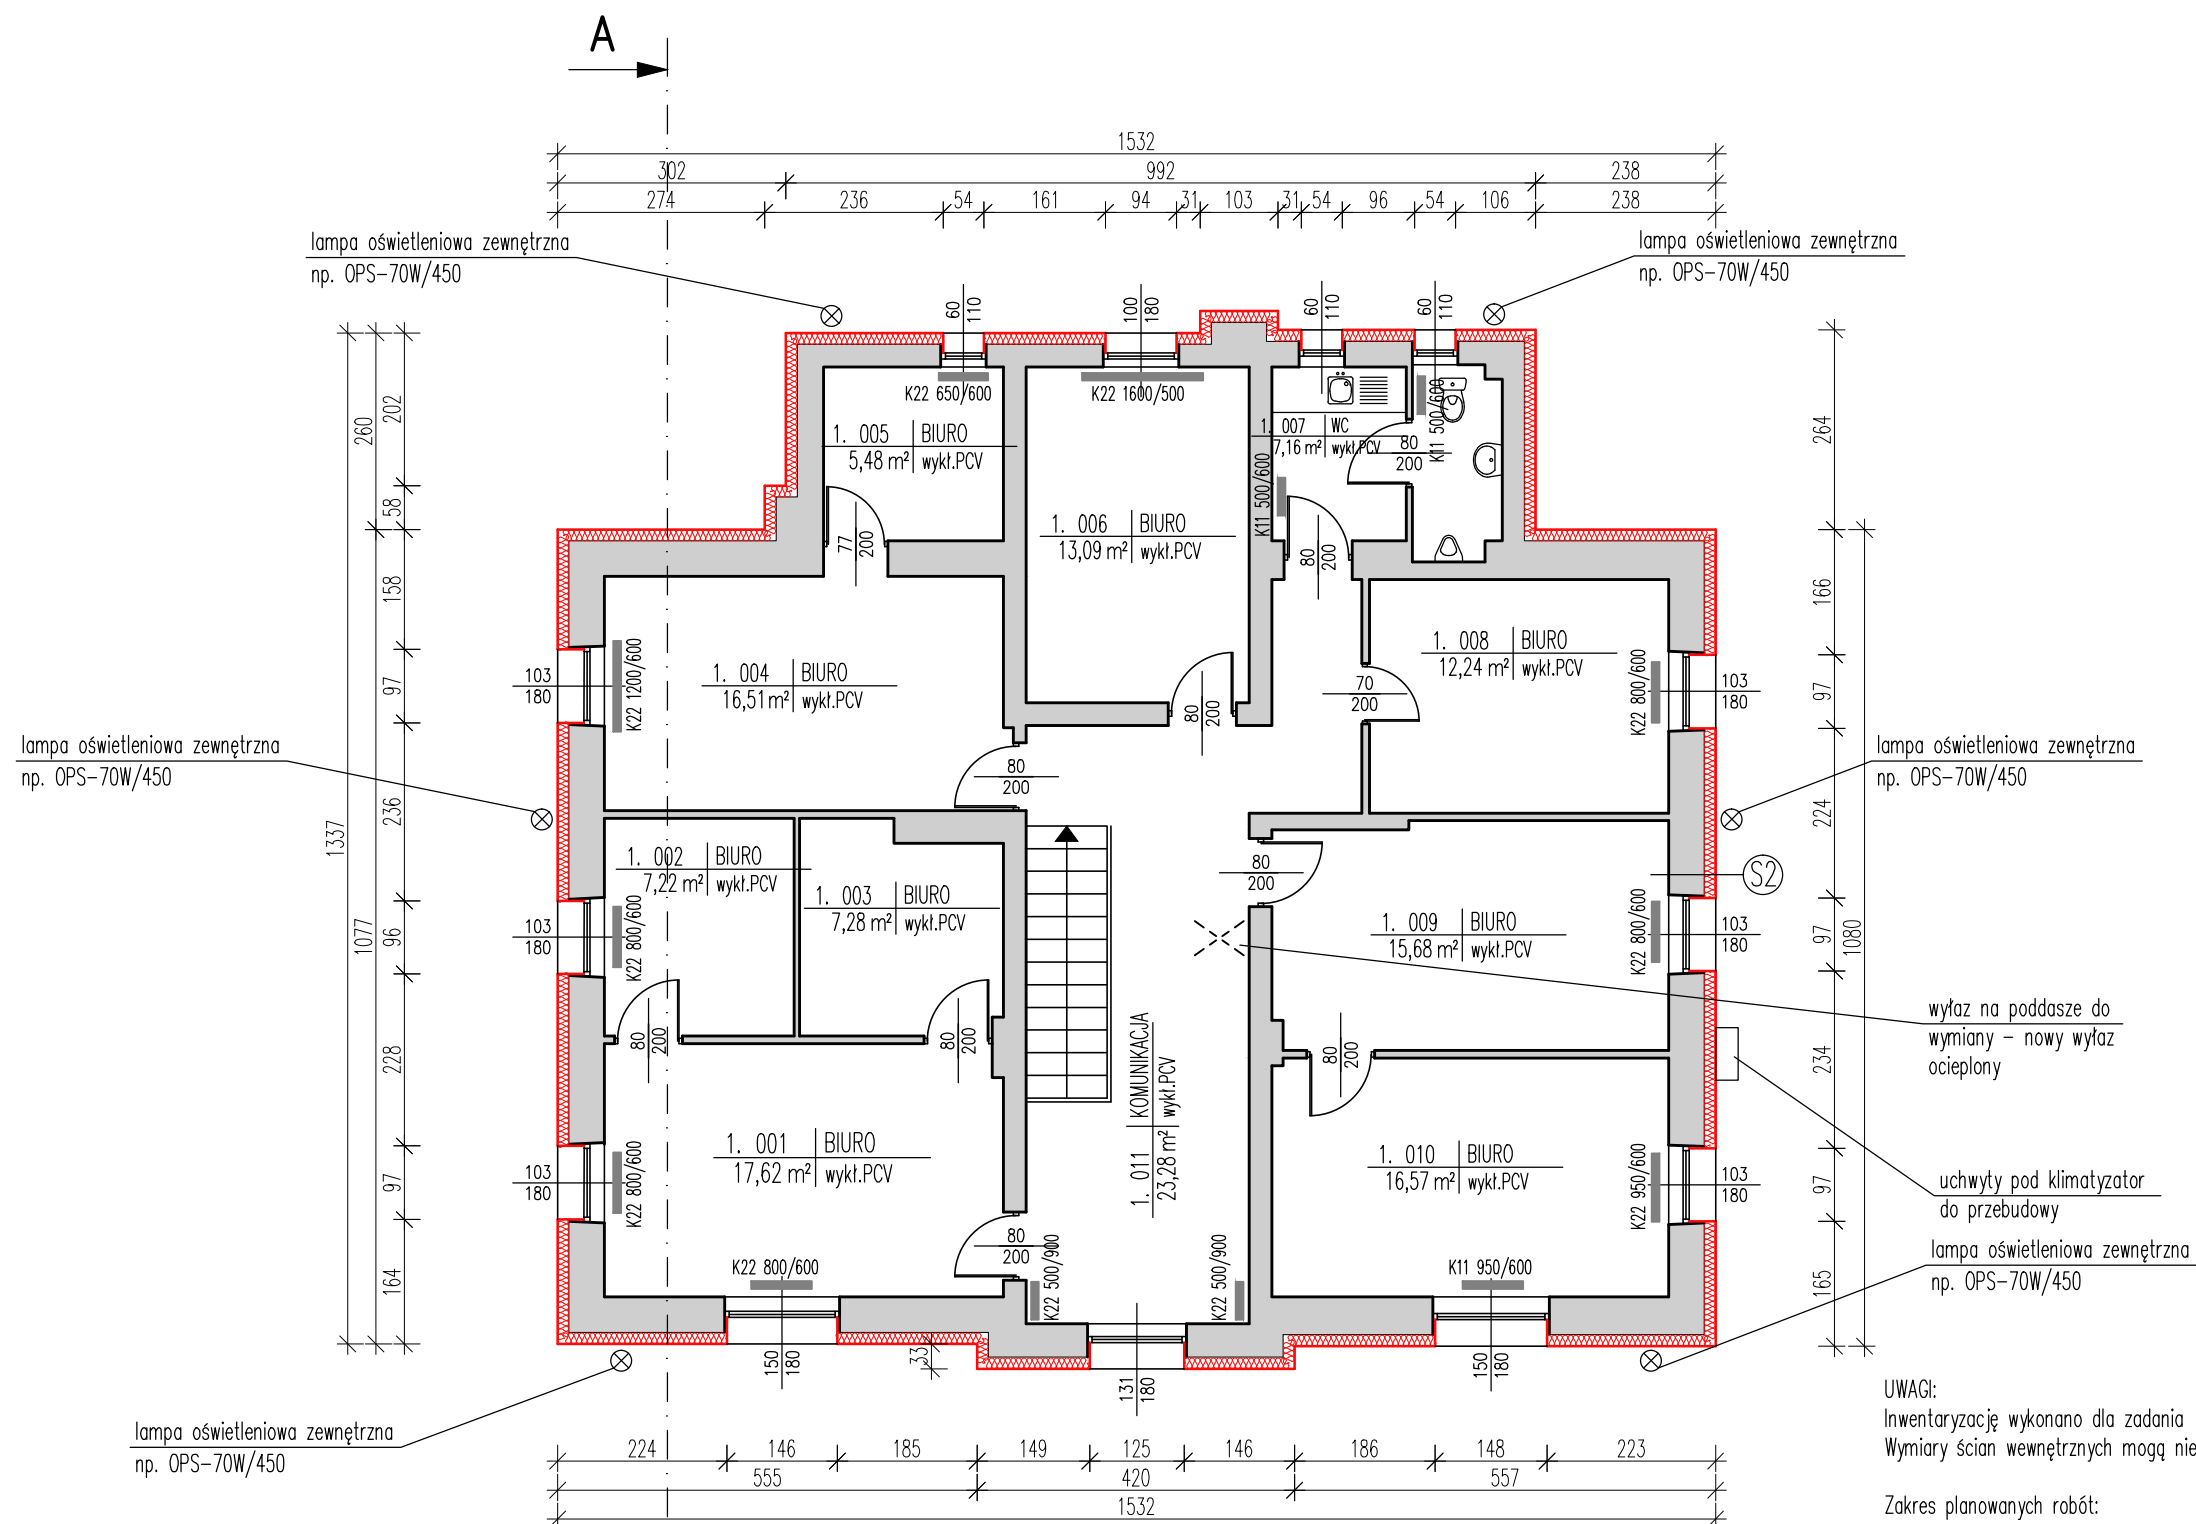 A
1532
302 992 238
274 236 54 161 94 31 103 31 54 96 54 106 238
lampa oświetleniowa zewnętrzna
np. OPS-70W/450
lampa oświetleniowa zewnętrzna
np. OPS-70W/450
60
110
100
180
60
110
60
110
K22 650/600
K22 1600/500
K11 500/600
1. 005 BIURO
5,48 m² wykł.PCV
1. 007 WC
7,16 m² wykł.PCV
80
200
K11 500/600
202
260
58
264
1. 006 BIURO
13,09 m² wykł.PCV
77
200
80
200
158
166
1. 004 BIURO
16,51 m² wykł.PCV
1. 008 BIURO
12,24 m² wykł.PCV
103
180
K22 1200/600
97
70
200
K22 800/600
103
180
97
80
200
lampa oświetleniowa zewnętrzna
np. OPS-70W/450
lampa oświetleniowa zewnętrzna
np. OPS-70W/450
80
200
1337
236
224
1. 002 BIURO
7,22 m² wykł.PCV
1. 003 BIURO
7,28 m² wykł.PCV
80
200
S2
1077
96
103
180
K22 800/600
1. 009 BIURO
15,68 m² wykł.PCV
K22 800/600
103
180
97
1080
wyłaz na poddasze do
wymiany – nowy wyłaz
ocieplony
228
80
200
80
200
80
200
234
1. 011 KOMUNIKACJA
23,28 m² wykł.PCV
1. 001 BIURO
17,62 m² wykł.PCV
1. 010 BIURO
16,57 m² wykł.PCV
103
180
K22 800/600
97
K22 950/600
103
180
97
uchwyty pod klimatyzator
do przebudowy
80
200
K22 800/600
K22 500/900
K22 500/900
K11 950/600
164
165
lampa oświetleniowa zewnętrzna
np. OPS-70W/450
150
180
33
131
180
150
180
lampa oświetleniowa zewnętrzna
np. OPS-70W/450
UWAGI:
Inwentaryzację wykonano dla zadania
Wymiary ścian wewnętrznych mogą nie
Zakres planowanych robót:
224 146 185 149 125 146 186 148 223
555 420 557
1532